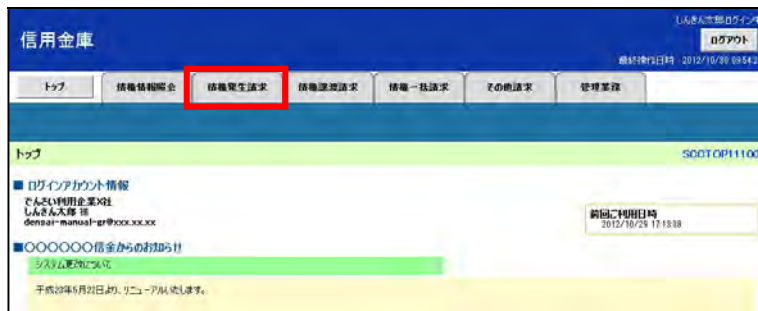 しんきん太郎ログイン中
信用金庫
ログアウト
最終操作日時 2012/10/30 09:54:2
トップ 債権情報照会 債権発生請求 債権譲渡請求 債権一括請求 その他請求 管理業務
トップ SCCTOP11100
■ ログインアカウント情報
でんさい利用企業X社
しんきん太郎 様
densai-manual-gr@xxx.xx.xx
前回ご利用日時
2012/10/29 17:13:38
■〇〇〇〇〇〇信金からのお知らせ
システム更改について
平成28年5月22日より、リニューアルいたします。